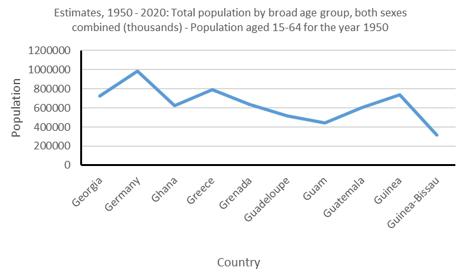 Estimates, 1950 - 2020: Total population by broad age group, both sexes
combined (thousands) - Population aged 15-64 for the year 1950
Population
1200000
1000000
800000
600000
400000
200000
0
Georgia
Germany
Ghana
Greece
Grenada
Guadeloupe
Guam
Guatemala
Guinea
Guinea-Bissau
Country